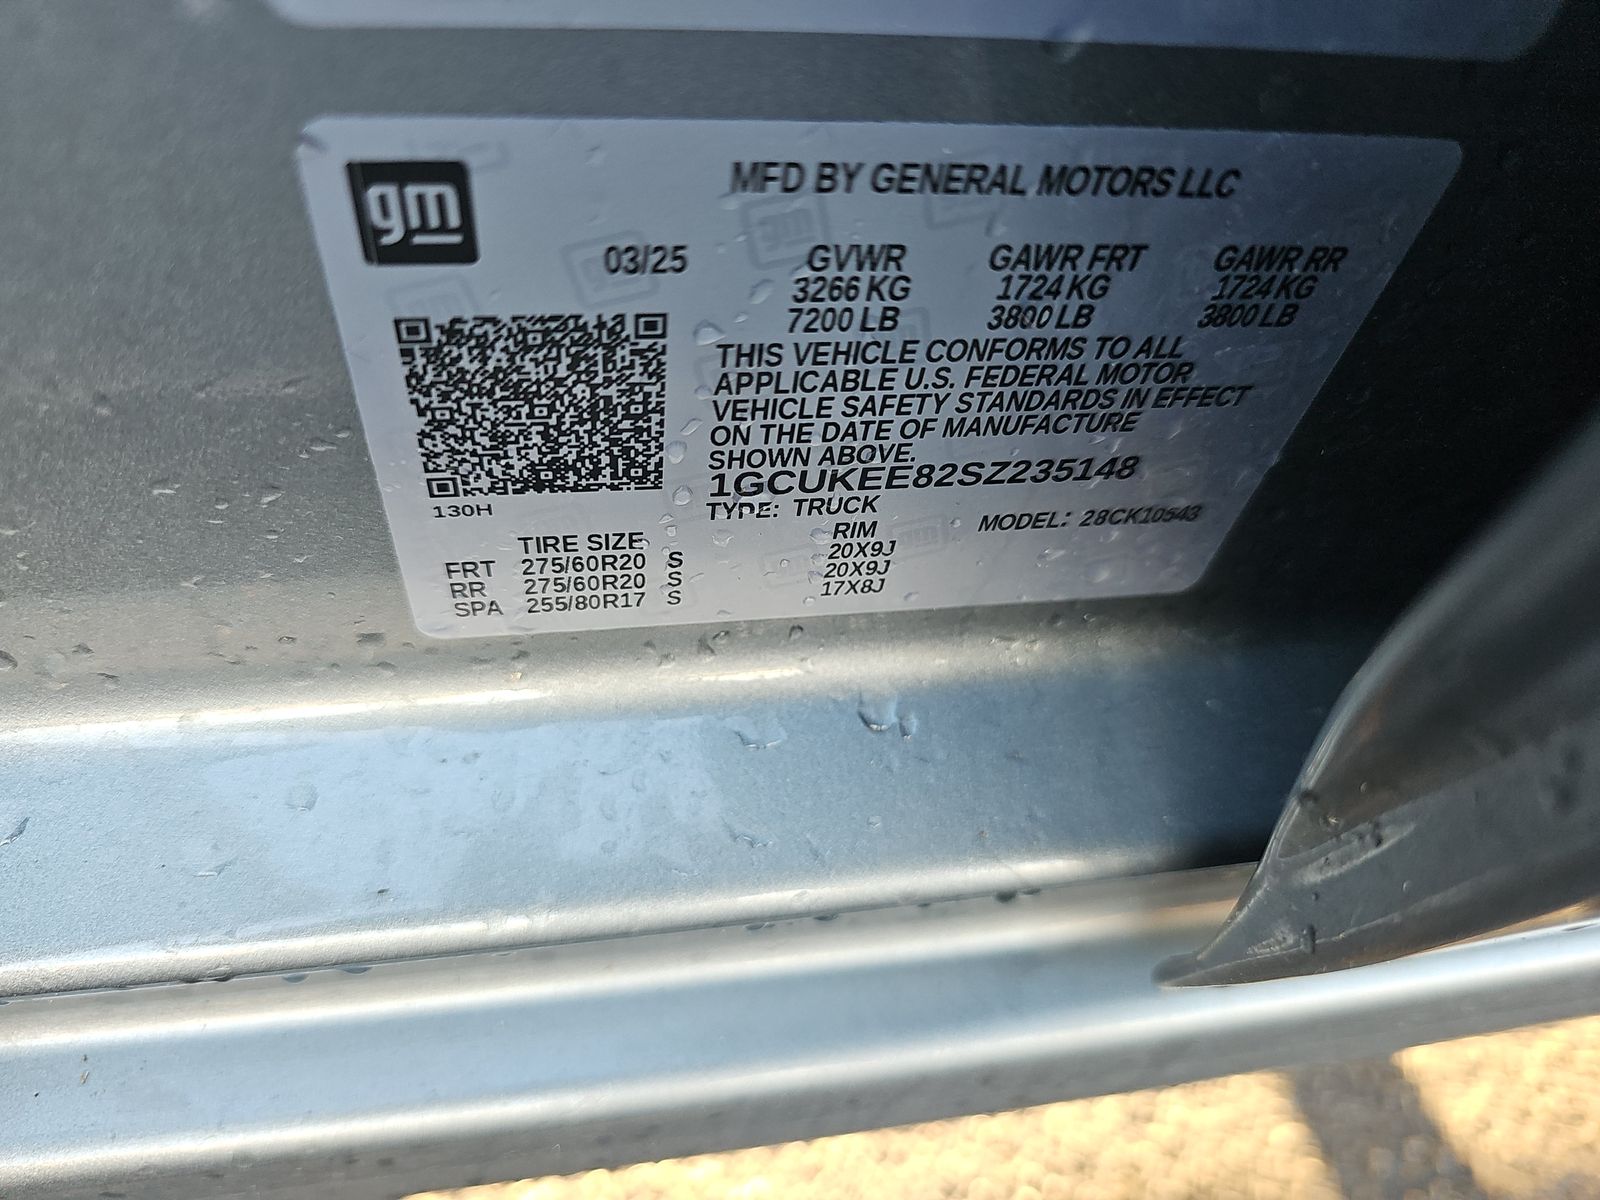 gm
MFD BY GENERAL MOTORS LLC
03/25 GVWR GAWR FRT GAWR RR
3266 KG 1724 KG 1724 KG
7200 LB 3800 LB 3800 LB
THIS VEHICLE CONFORMS TO ALL
APPLICABLE U.S. FEDERAL MOTOR
VEHICLE SAFETY STANDARDS IN EFFECT
ON THE DATE OF MANUFACTURE
SHOWN ABOVE.
1GCUKEE82SZ235148
130H
TYPE: TRUCK MODEL: 28CK10543
TIRE SIZE RIM
FRT 275/60R20 S 20X9J
RR 275/60R20 S 20X9J
SPA 255/80R17 S 17X8J